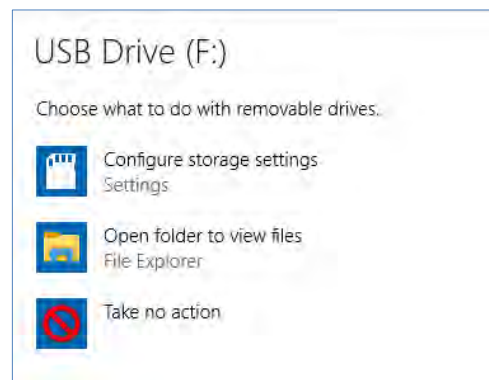 USB Drive (F:)
Choose what to do with removable drives.
Configure storage settings
Settings
Open folder to view files
File Explorer
Take no action